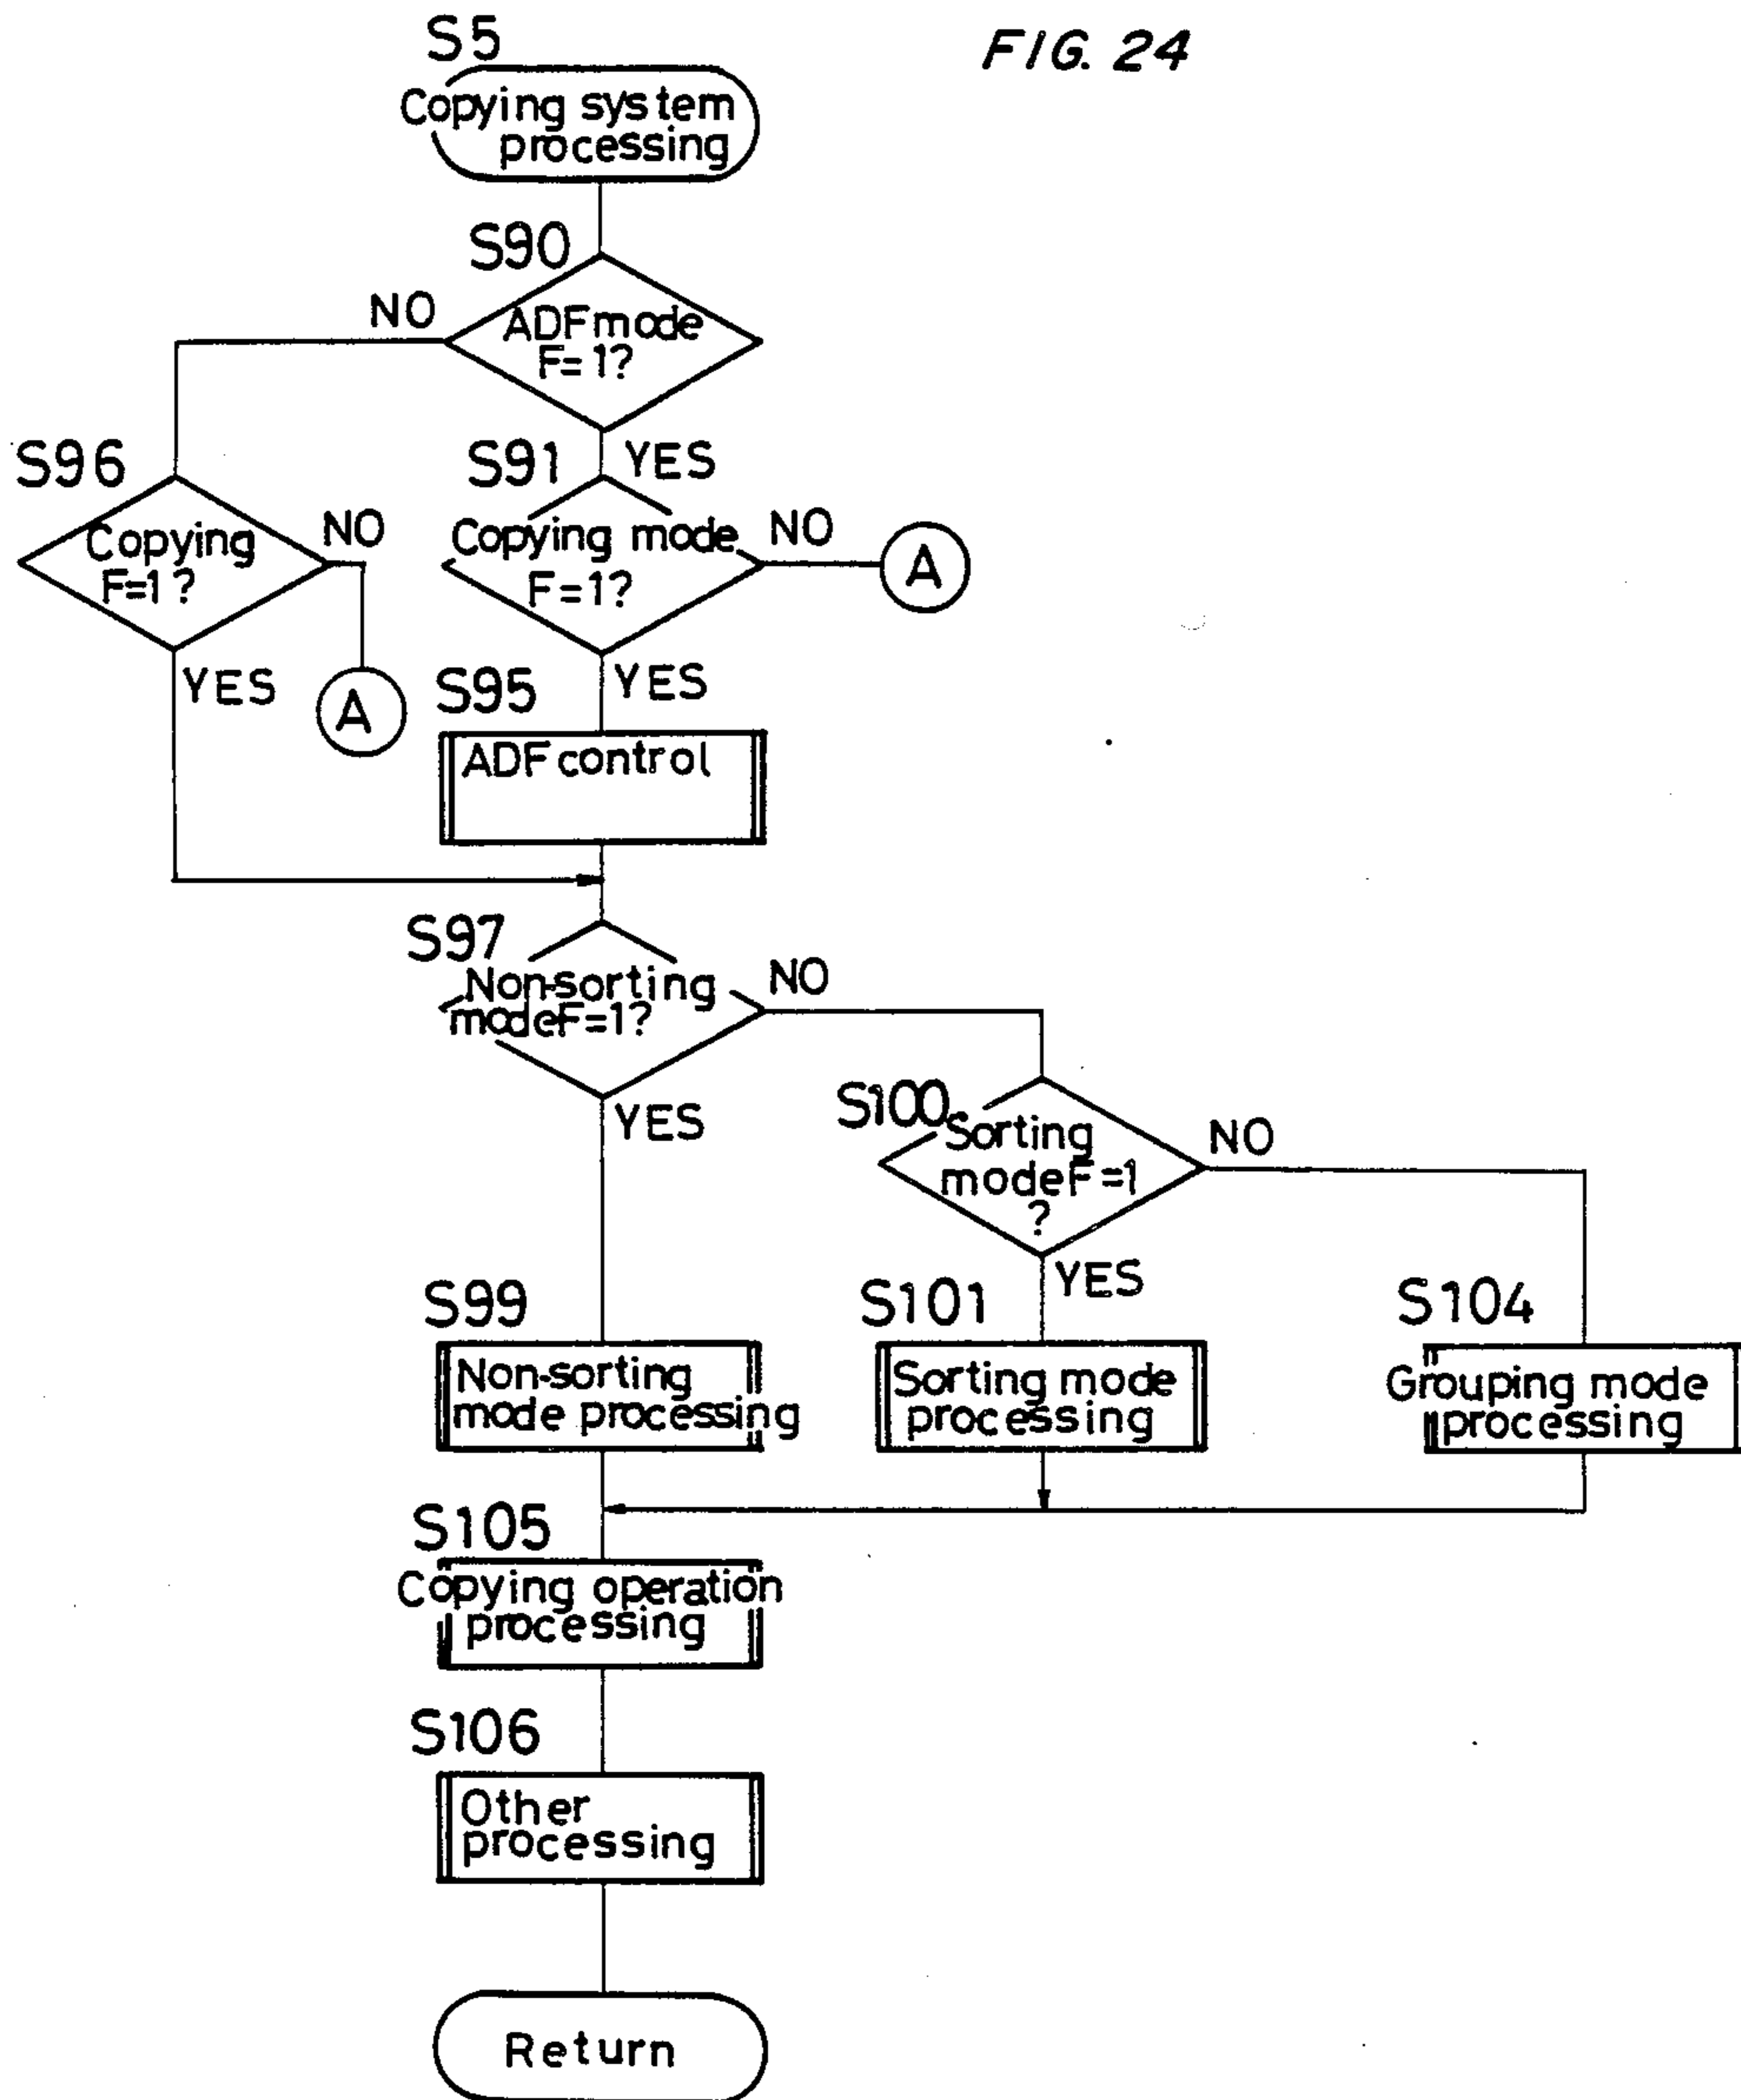 FIG. 24
S5
Copying system
processing
S90
ADF mode
F=1?
NO
YES
S96
Copying
F=1?
NO
YES
A
S91
Copying mode
F=1?
NO
A
YES
S95
ADF control
S97
Non-sorting
modeF=1?
NO
YES
S100
Sorting
modeF=1
?
NO
YES
S99
Non-sorting
mode processing
S101
Sorting mode
processing
S104
Grouping mode
processing
S105
Copying operation
processing
S106
Other
processing
Return